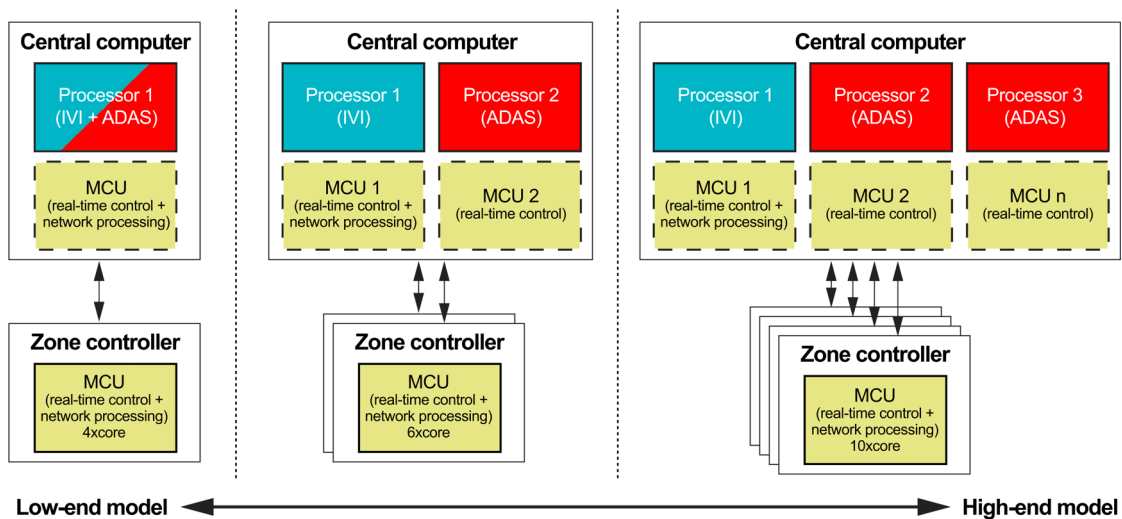 Central computer
Processor 1
(IVI + ADAS)
MCU
(real-time control +
network processing)
Zone controller
MCU
(real-time control +
network processing)
4xcore
Central computer
Processor 1
(IVI)
Processor 2
(ADAS)
MCU 1
(real-time control +
network processing)
MCU 2
(real-time control)
Zone controller
MCU
(real-time control +
network processing)
6xcore
Central computer
Processor 1
(IVI)
Processor 2
(ADAS)
Processor 3
(ADAS)
MCU 1
(real-time control +
network processing)
MCU 2
(real-time control)
MCU n
(real-time control)
Zone controller
MCU
(real-time control +
network processing)
10xcore
Low-end model
High-end model